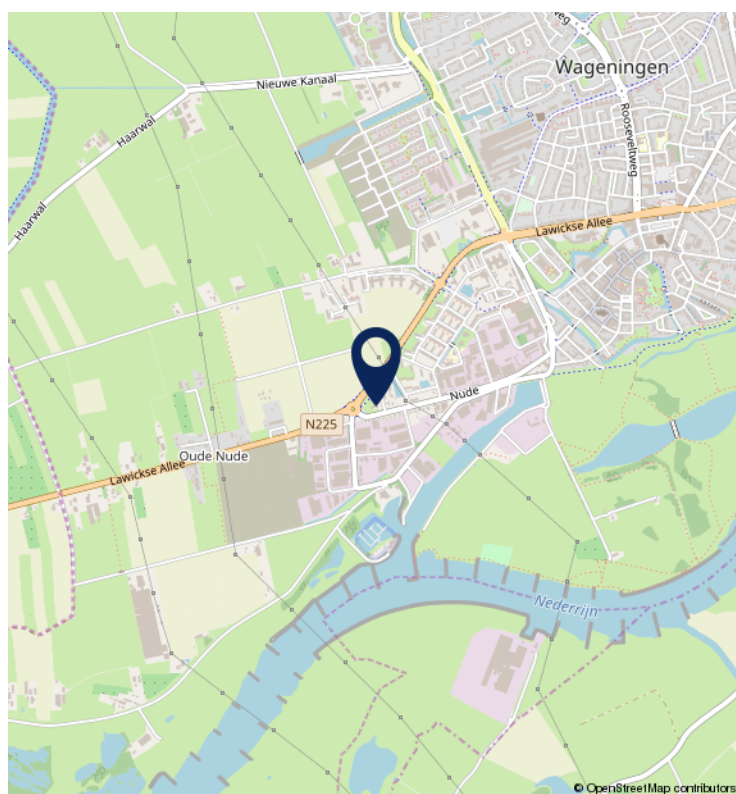 Wageningen
Nieuwe Kanaal
Haarwal
Rooseveltweg
Haarwal
Lawickse Allee
Nude
N225
Oude Nude
Lawickse Allee
Nederrijn
© OpenStreetMap contributors